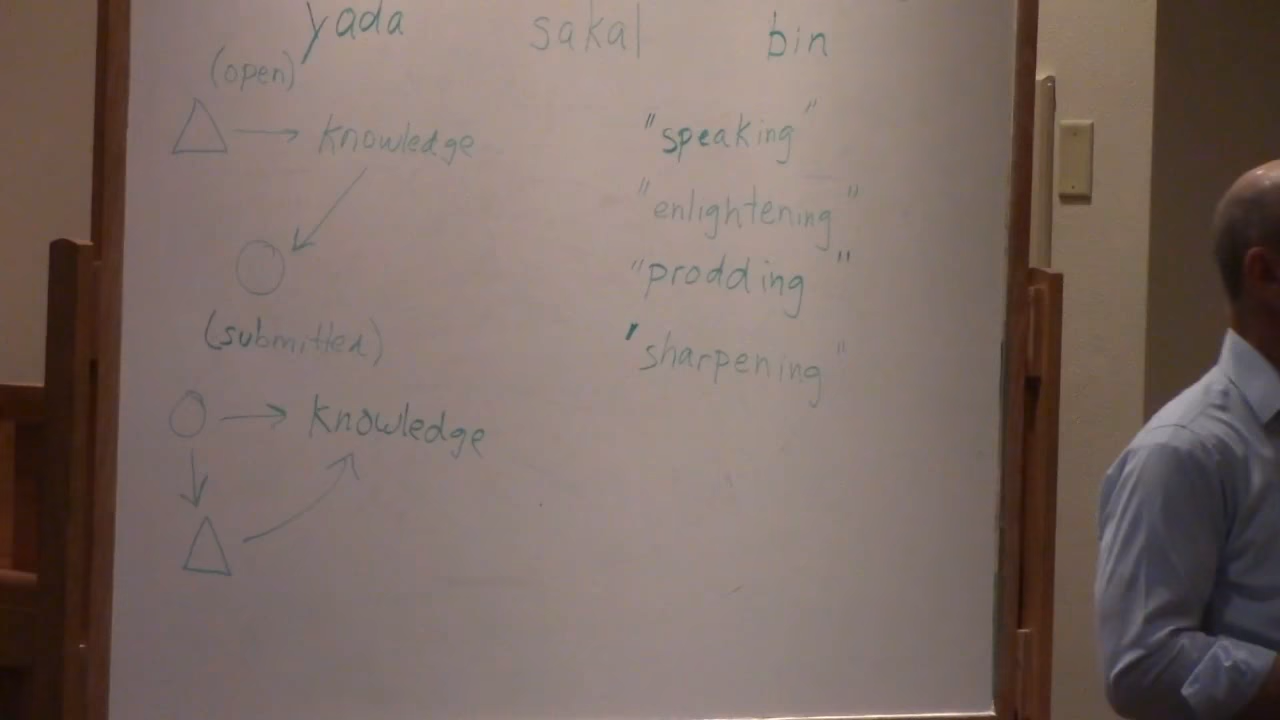 yada sakal bin
(open)
knowledge
(submitted)
knowledge
"speaking"
"enlightening"
"prodding"
"sharpening"